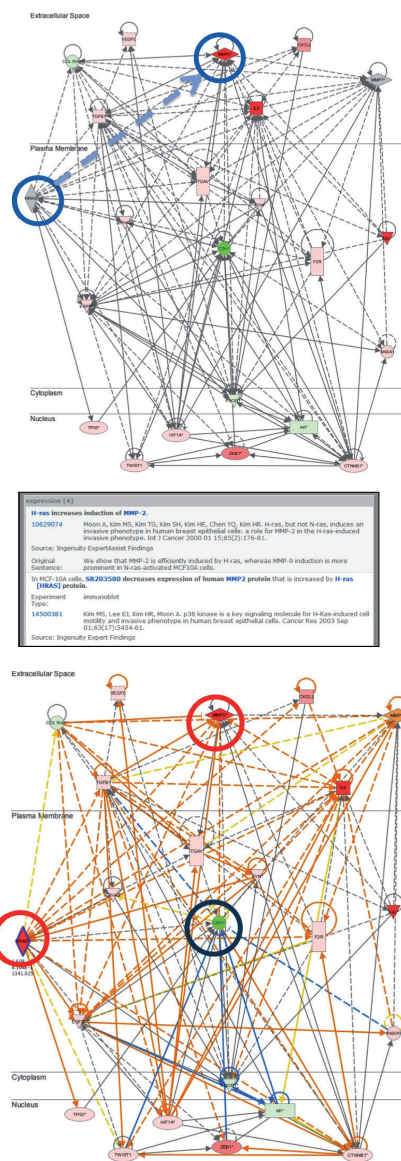 Extracellular Space
VEGFC
CXCL2
COL18A1
MMP2*
MMP1*
TGFB1
IL8
Plasma Membrane
ITGAV
HRAS
CDH1
F2R
ANXA1
Cytoplasm
Nucleus
TP53*
HIF1A*
AR*
TWIST1
ZEB1*
CTNNB1*
expression [4]
H-ras increases induction of MMP-2.
10629074
Moon A, Kim MS, Kim TG, Kim SH, Kim HE, Chen YQ, Kim HR. H-ras, but not N-ras, induces an
invasive phenotype in human breast epithelial cells: a role for MMP-2 in the H-ras-induced
invasive phenotype. Int J Cancer 2000 01 15;85(2):176-81.
Source: Ingenuity ExpertAssist Findings
Original Sentence:
We show that MMP-2 is efficiently induced by H-ras, whereas MMP-9 induction is more
prominent in N-ras-activated MCF10A cells.
In MCF-10A cells, SB203580 decreases expression of human MMP2 protein that is increased by H-ras
[HRAS] protein.
Experiment Type:
immunoblot
14500381
Kim MS, Lee EJ, Kim HR, Moon A. p38 kinase is a key signaling molecule for H-Ras-induced cell
motility and invasive phenotype in human breast epithelial cells. Cancer Res 2003 Sep
01;63(17):5454-61.
Source: Ingenuity Expert Findings
Extracellular Space
VEGFC
CXCL2
COL18A1
TGFB1
IL8
Plasma Membrane
ITGAV
F2R
Cytoplasm
Nucleus
TP53*
HIF1A*
AR*
TWIST1
ZEB1*
CTNNB1*